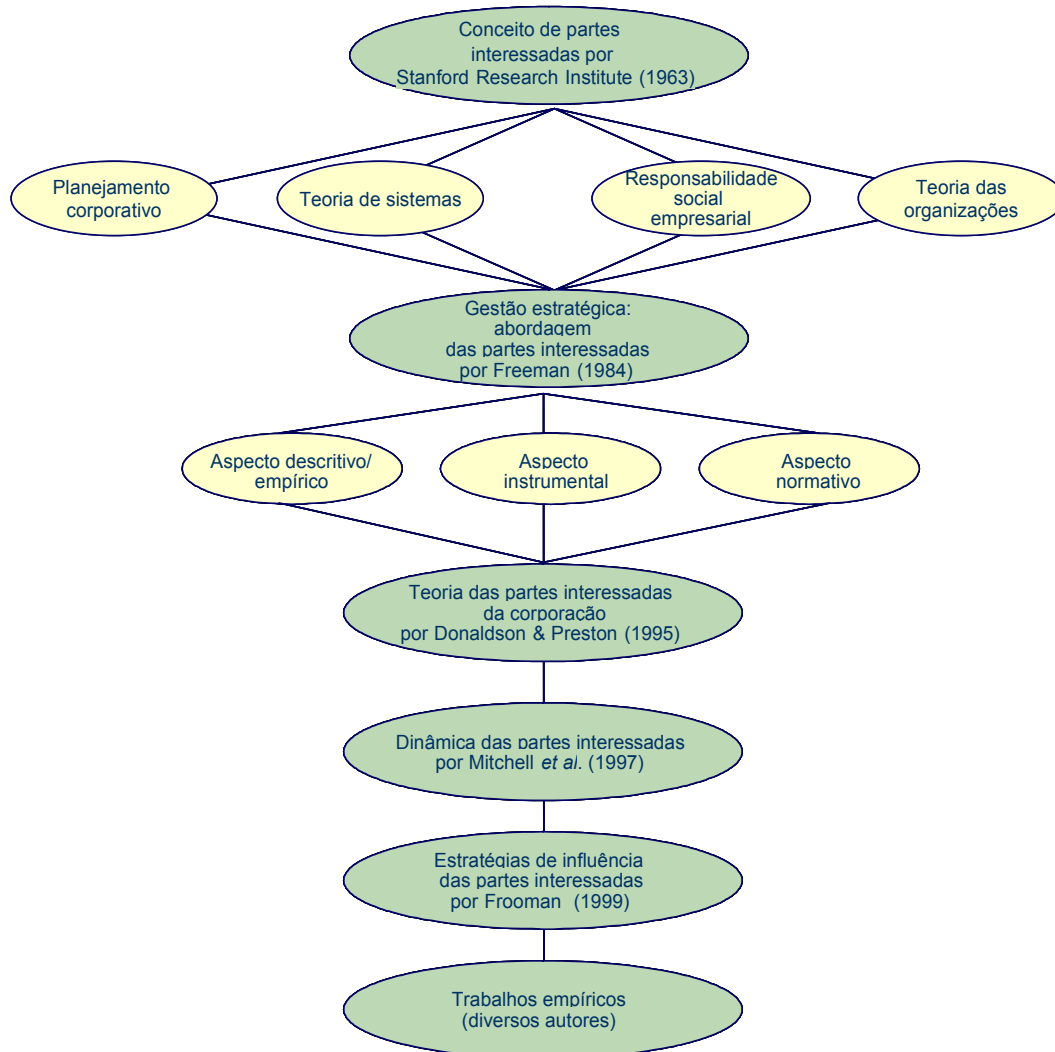 Conceito de partes
interessadas por
Stanford Research Institute (1963)
Planejamento
corporativo
Teoria de sistemas
Responsabilidade
social
empresarial
Teoria das
organizações
Gestão estratégica:
abordagem
das partes interessadas
por Freeman (1984)
Aspecto descritivo/
empírico
Aspecto
instrumental
Aspecto
normativo
Teoria das partes interessadas
da corporação
por Donaldson & Preston (1995)
Dinâmica das partes interessadas
por Mitchell et al. (1997)
Estratégias de influência
das partes interessadas
por Frooman (1999)
Trabalhos empíricos
(diversos autores)